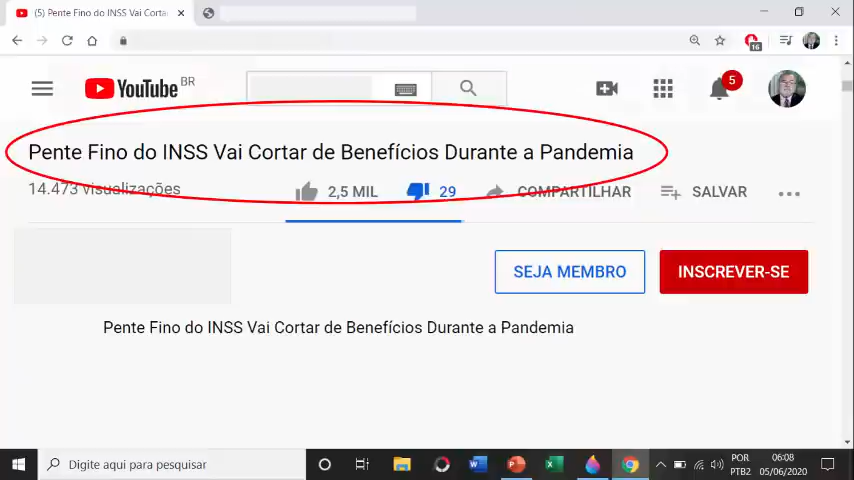 (5) Pente Fino do INSS Vai Cortar
YouTube BR
5
16
Pente Fino do INSS Vai Cortar de Benefícios Durante a Pandemia
14.473 visualizações
2,5 MIL
29
COMPARTILHAR
SALVAR
SEJA MEMBRO
INSCREVER-SE
Pente Fino do INSS Vai Cortar de Benefícios Durante a Pandemia
Digite aqui para pesquisar
POR
PTB2
06:08
05/06/2020